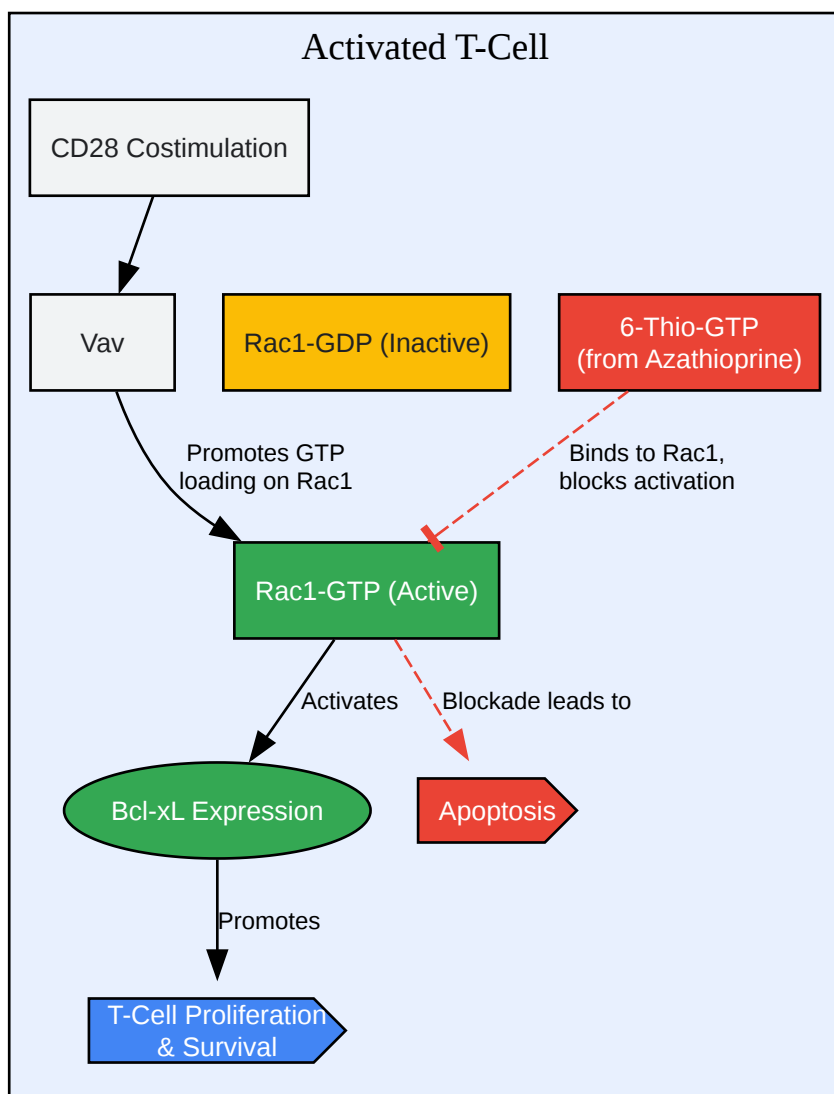 Activated T-Cell
CD28 Costimulation
Vav
Rac1-GDP (Inactive)
6-Thio-GTP
(from Azathioprine)
Promotes GTP
loading on Rac1
Binds to Rac1,
blocks activation
Rac1-GTP (Active)
Activates
Blockade leads to
Bcl-xL Expression
Apoptosis
Promotes
T-Cell Proliferation
& Survival